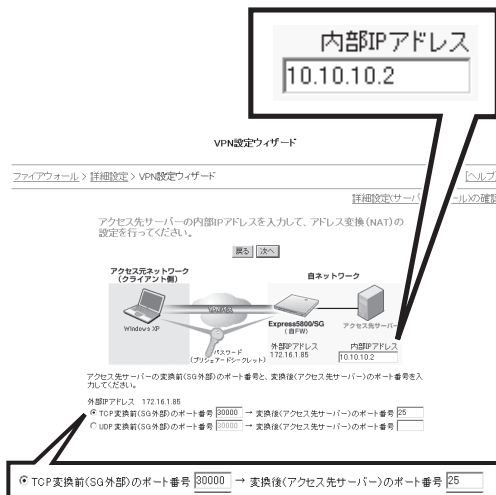 内部IPアドレス
10.10.10.2
VPN設定ウィザード
ファイアウォール > 詳細設定 > VPN設定ウィザード
[ヘルプ]
詳細設定(サーバ
ール)の確認
アクセス先サーバーの内部IPアドレスを入力して、アドレス変換(NAT)の
設定を行ってください。
戻る 次へ
アクセス元ネットワーク
(クライアント側)
自ネットワーク
Windows XP
パスワード
(プリシェアードシークレット)
Express5800/SG
(自FW)
アクセス先サーバー
外部IPアドレス
172.16.1.85
内部IPアドレス
10.10.10.2
アクセス先サーバーの変換前(SG外部)のポート番号と、変換後(アクセス先サーバー)のポート番号を入
力してください。
外部IPアドレス 172.16.1.85
TCP変換前(SG外部)のポート番号 30000 → 変換後(アクセス先サーバー)のポート番号 25
UDP変換前(SG外部)のポート番号 30000 → 変換後(アクセス先サーバー)のポート番号
TCP変換前(SG外部)のポート番号 30000 → 変換後(アクセス先サーバー)のポート番号 25